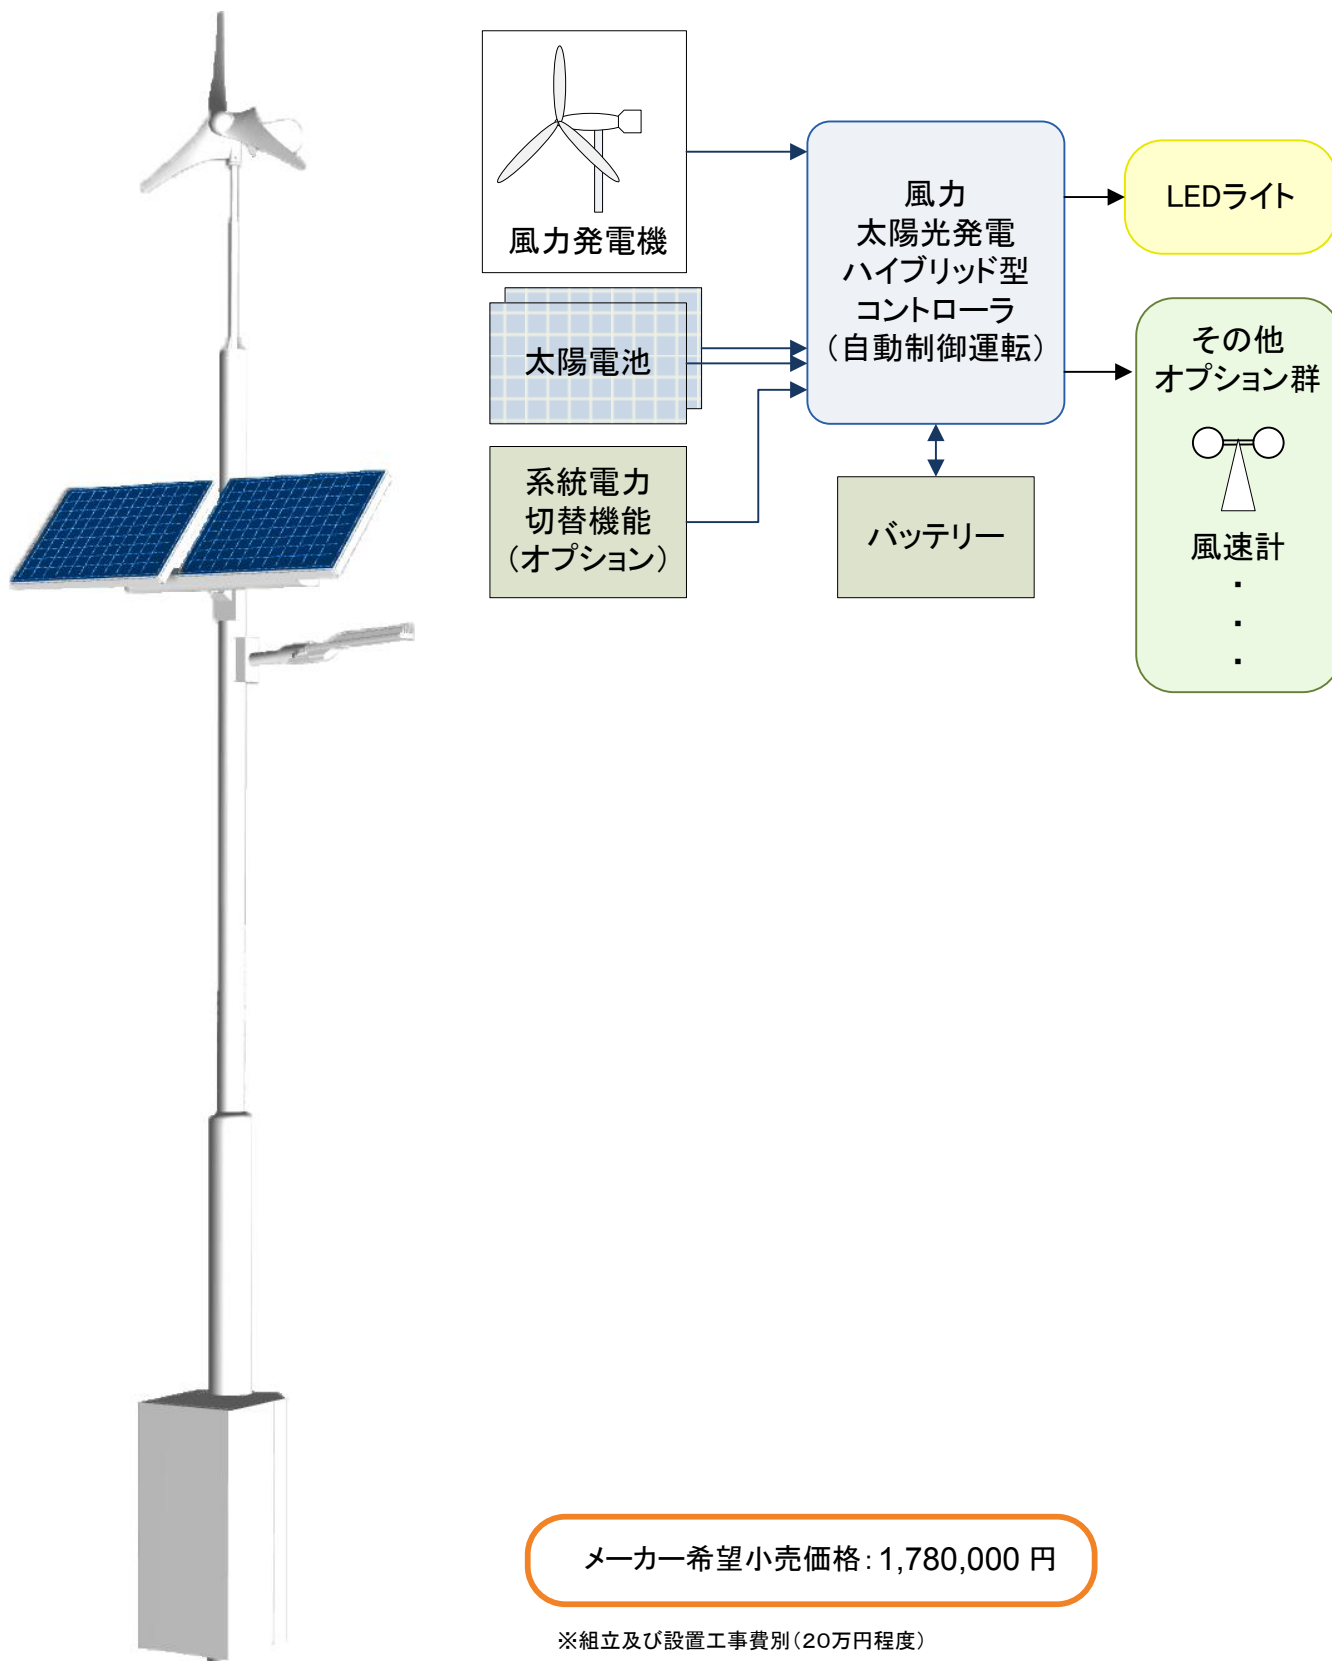 風力発電機
太陽電池
系統電力
切替機能
(オプション)
風力
太陽光発電
ハイブリッド型
コントローラ
(自動制御運転)
バッテリー
LEDライト
その他
オプション群
風速計
・
・
・
メーカー希望小売価格：1,780,000 円
※組立及び設置工事費別(20万円程度)